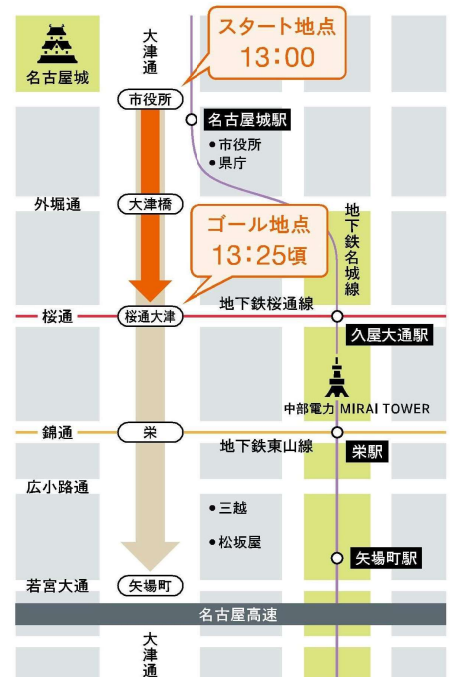 大津通
スタート地点
13:00
名古屋城
市役所
名古屋城駅
●市役所
●県庁
外堀通
大津橋
ゴール地点
13:25頃
地下鉄名城線
地下鉄桜通線
桜通
桜通大津
久屋大通駅
中部電力 MIRAI TOWER
錦通
栄
地下鉄東山線
栄駅
広小路通
●三越
●松坂屋
矢場町駅
若宮大通
矢場町
名古屋高速
大津通